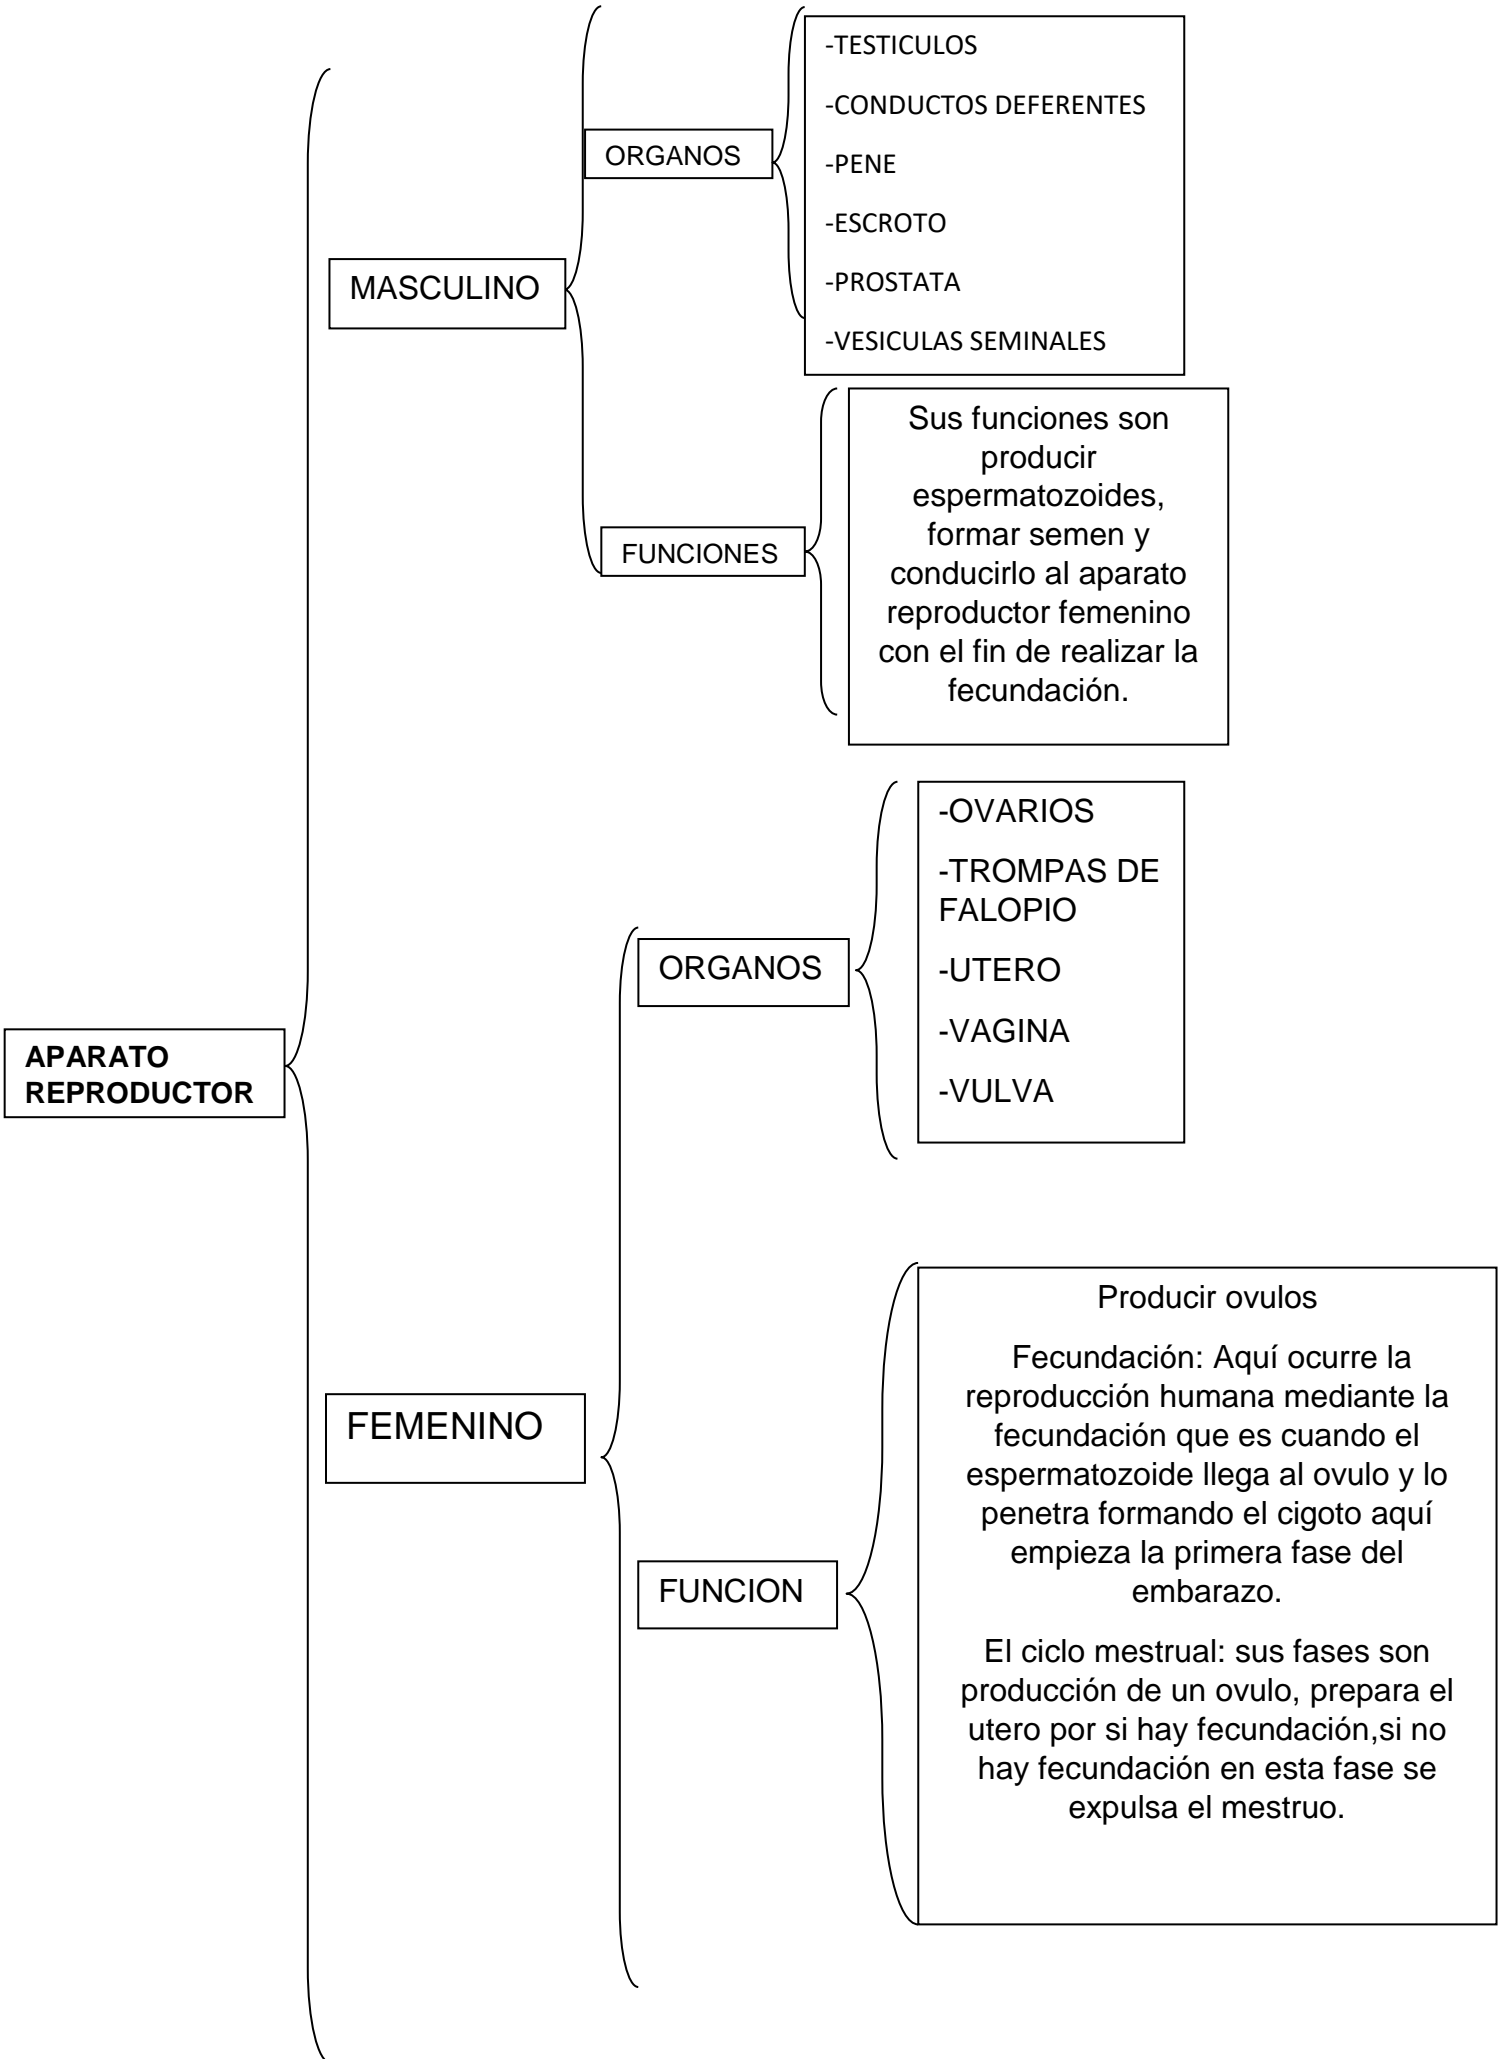 -TESTICULOS
-CONDUCTOS DEFERENTES
-PENE
-ESCROTO
-PROSTATA
-VESICULAS SEMINALES
ORGANOS
MASCULINO
FUNCIONES
Sus funciones son
producir
espermatozoides,
formar semen y
conducirlo al aparato
reproductor femenino
con el fin de realizar la
fecundación.
-OVARIOS
-TROMPAS DE
FALOPIO
-UTERO
-VAGINA
-VULVA
ORGANOS
APARATO
REPRODUCTOR
FEMENINO
FUNCION
Producir ovulos
Fecundación: Aquí ocurre la
reproducción humana mediante la
fecundación que es cuando el
espermatozoide llega al ovulo y lo
penetra formando el cigoto aquí
empieza la primera fase del
embarazo.
El ciclo mestrual: sus fases son
producción de un ovulo, prepara el
utero por si hay fecundación,si no
hay fecundación en esta fase se
expulsa el mestruo.